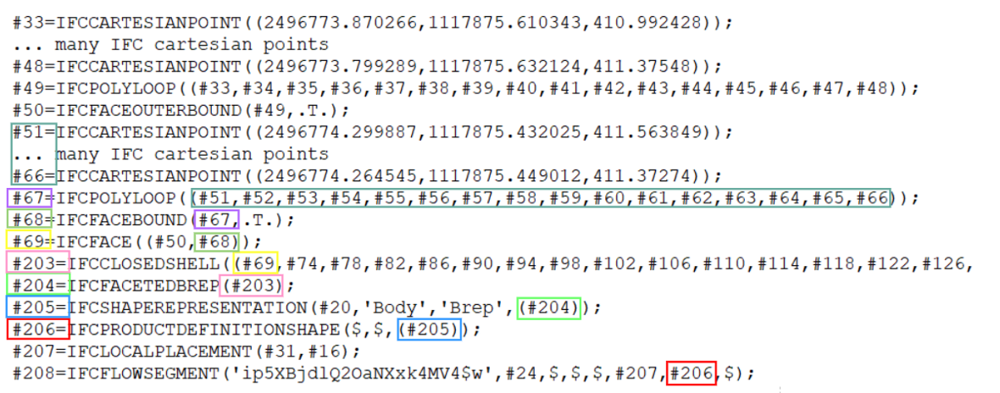 #33=IFCCARTESIANPOINT((2496773.870266,1117875.610343,410.992428));
... many IFC cartesian points
#48=IFCCARTESIANPOINT((2496773.799289,1117875.632124,411.37548));
#49=IFCPOLYLOOP((#33,#34,#35,#36,#37,#38,#39,#40,#41,#42,#43,#44,#45,#46,#47,#48));
#50=IFCFACEOUTERBOUND(#49,.T.);
#51=IFCCARTESIANPOINT((2496774.299887,1117875.432025,411.563849));
... many IFC cartesian points
#66=IFCCARTESIANPOINT((2496774.264545,1117875.449012,411.37274));
#67=IFCPOLYLOOP((#51,#52,#53,#54,#55,#56,#57,#58,#59,#60,#61,#62,#63,#64,#65,#66));
#68=IFCFACEBOUND(#67,.T.);
#69=IFCFACE((#50,#68));
#203=IFCCLOSEDSHELL((#69,#74,#78,#82,#86,#90,#94,#98,#102,#106,#110,#114,#118,#122,#126,
#204=IFCFACETEDBREP(#203);
#205=IFCSHAPEREPRESENTATION(#20,'Body','Brep',(#204));
#206=IFCPRODUCTDEFINITIONSHAPE($,$,(#205));
#207=IFCLOCALPLACEMENT(#31,#16);
#208=IFCFLOWSEGMENT('ip5XBjdlQ2OaNXxk4MV4$w',#24,$,$,$,#207,#206,$);